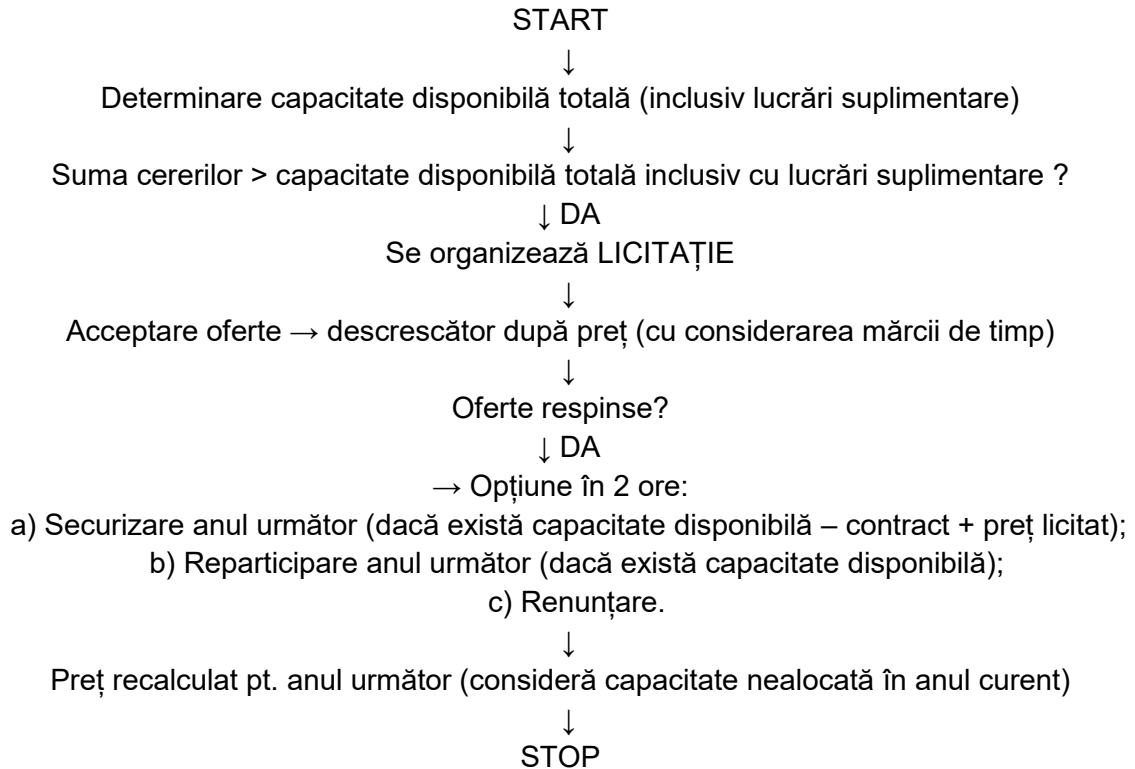 START
↓
Determinare capacitate disponibilă totală (inclusiv lucrări suplimentare)
↓
Suma cererilor > capacitate disponibilă totală inclusiv cu lucrări suplimentare ?
↓ DA
Se organizează LICITAȚIE
↓
Acceptare oferte → descrescător după preț (cu considerarea mărcii de timp)
↓
Oferte respinse?
↓ DA
→ Opțiune în 2 ore:
a) Securizare anul următor (dacă există capacitate disponibilă – contract + preț licitat);
b) Reparticipare anul următor (dacă există capacitate disponibilă);
c) Renunțare.
↓
Preț recalculat pt. anul următor (consideră capacitate nealocată în anul curent)
↓
STOP